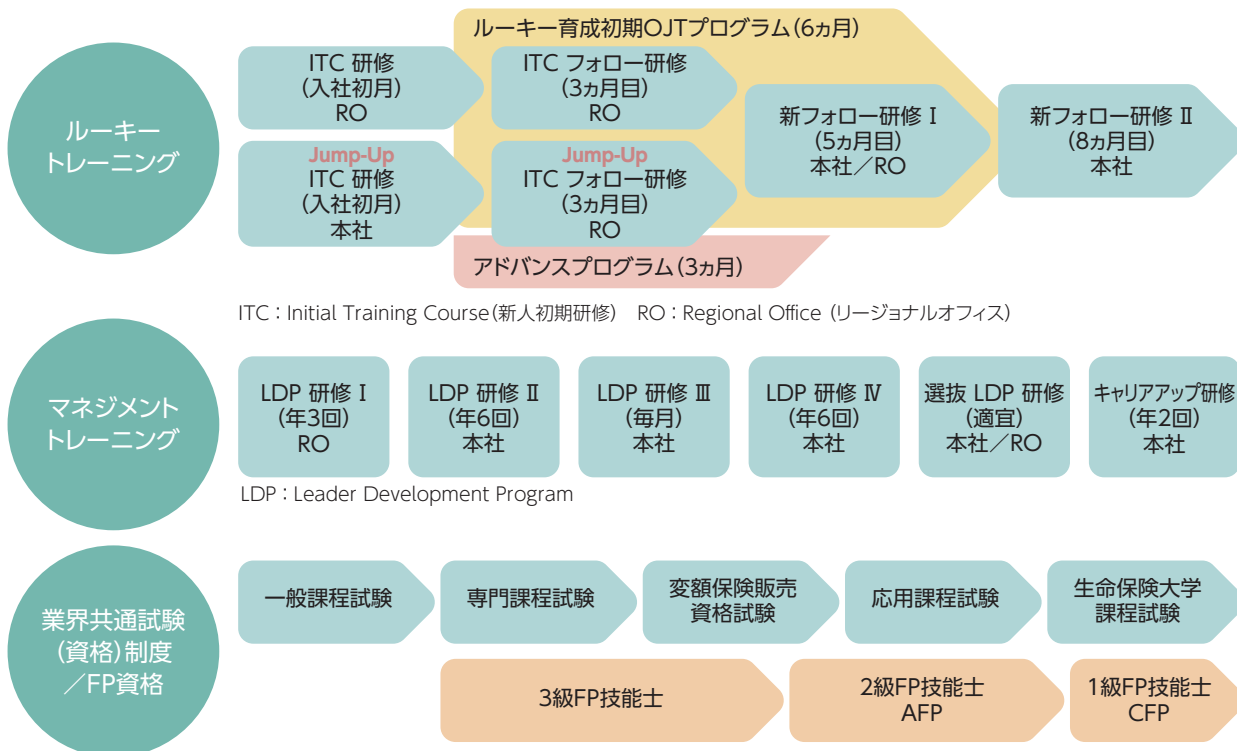 ルーキー
トレーニング
ルーキー育成初期OJTプログラム(6ヵ月)
ITC 研修
(入社初月)
RO
ITC フォロー研修
(3ヵ月目)
RO
Jump-Up
ITC 研修
(入社初月)
本社
Jump-Up
ITC フォロー研修
(3ヵ月目)
RO
新フォロー研修 Ⅰ
(5ヵ月目)
本社／RO
新フォロー研修 Ⅱ
(8ヵ月目)
本社
アドバンスプログラム(3ヵ月)
ITC：Initial Training Course(新人初期研修)　RO：Regional Office (リージョナルオフィス)
マネジメント
トレーニング
LDP 研修 Ⅰ
(年3回)
RO
LDP 研修 Ⅱ
(年6回)
本社
LDP 研修 Ⅲ
(毎月)
本社
LDP 研修 Ⅳ
(年6回)
本社
選抜 LDP 研修
(適宜)
本社／RO
キャリアアップ研修
(年2回)
本社
LDP：Leader Development Program
業界共通試験
(資格)制度
／FP資格
一般課程試験
専門課程試験
変額保険販売
資格試験
応用課程試験
生命保険大学
課程試験
3級FP技能士
2級FP技能士
AFP
1級FP技能士
CFP